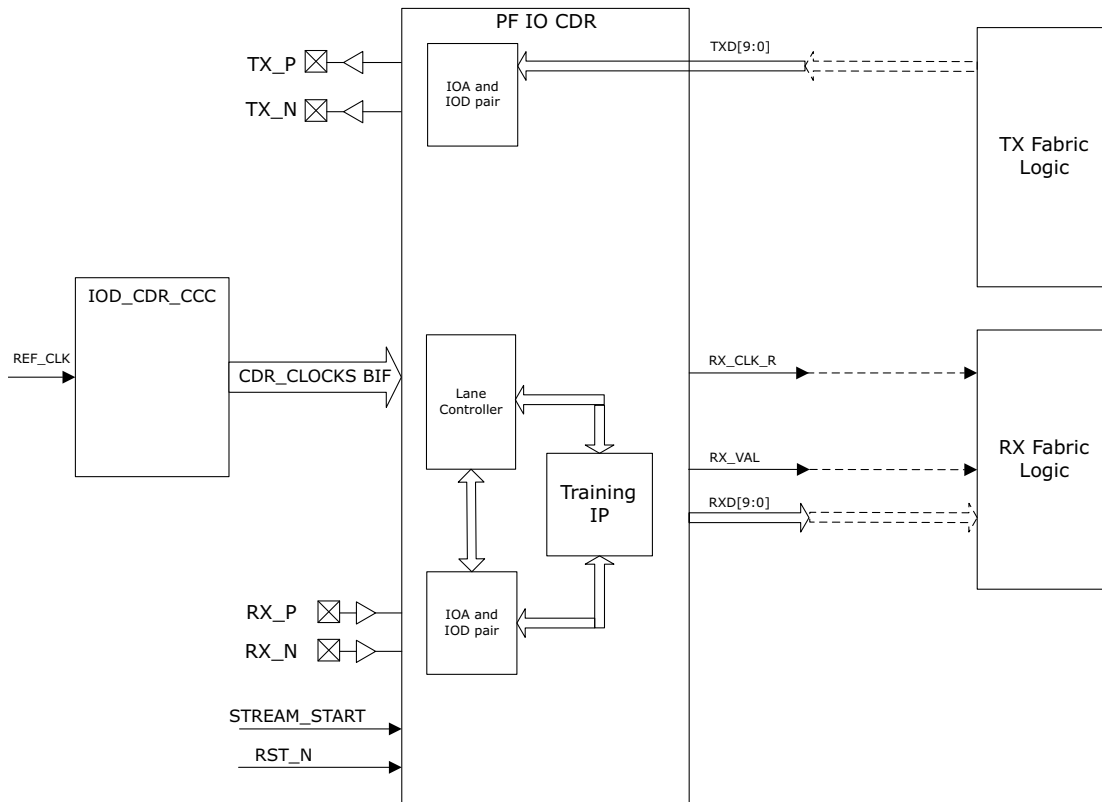 PF IO CDR
TX_P
TX_N
IOA and
IOD pair
TXD[9:0]
TX Fabric
Logic
IOD_CDR_CCC
REF_CLK
CDR_CLOCKS BIF
Lane
Controller
Training
IP
RX_CLK_R
RX_VAL
RXD[9:0]
RX Fabric
Logic
RX_P
RX_N
IOA and
IOD pair
STREAM_START
RST_N